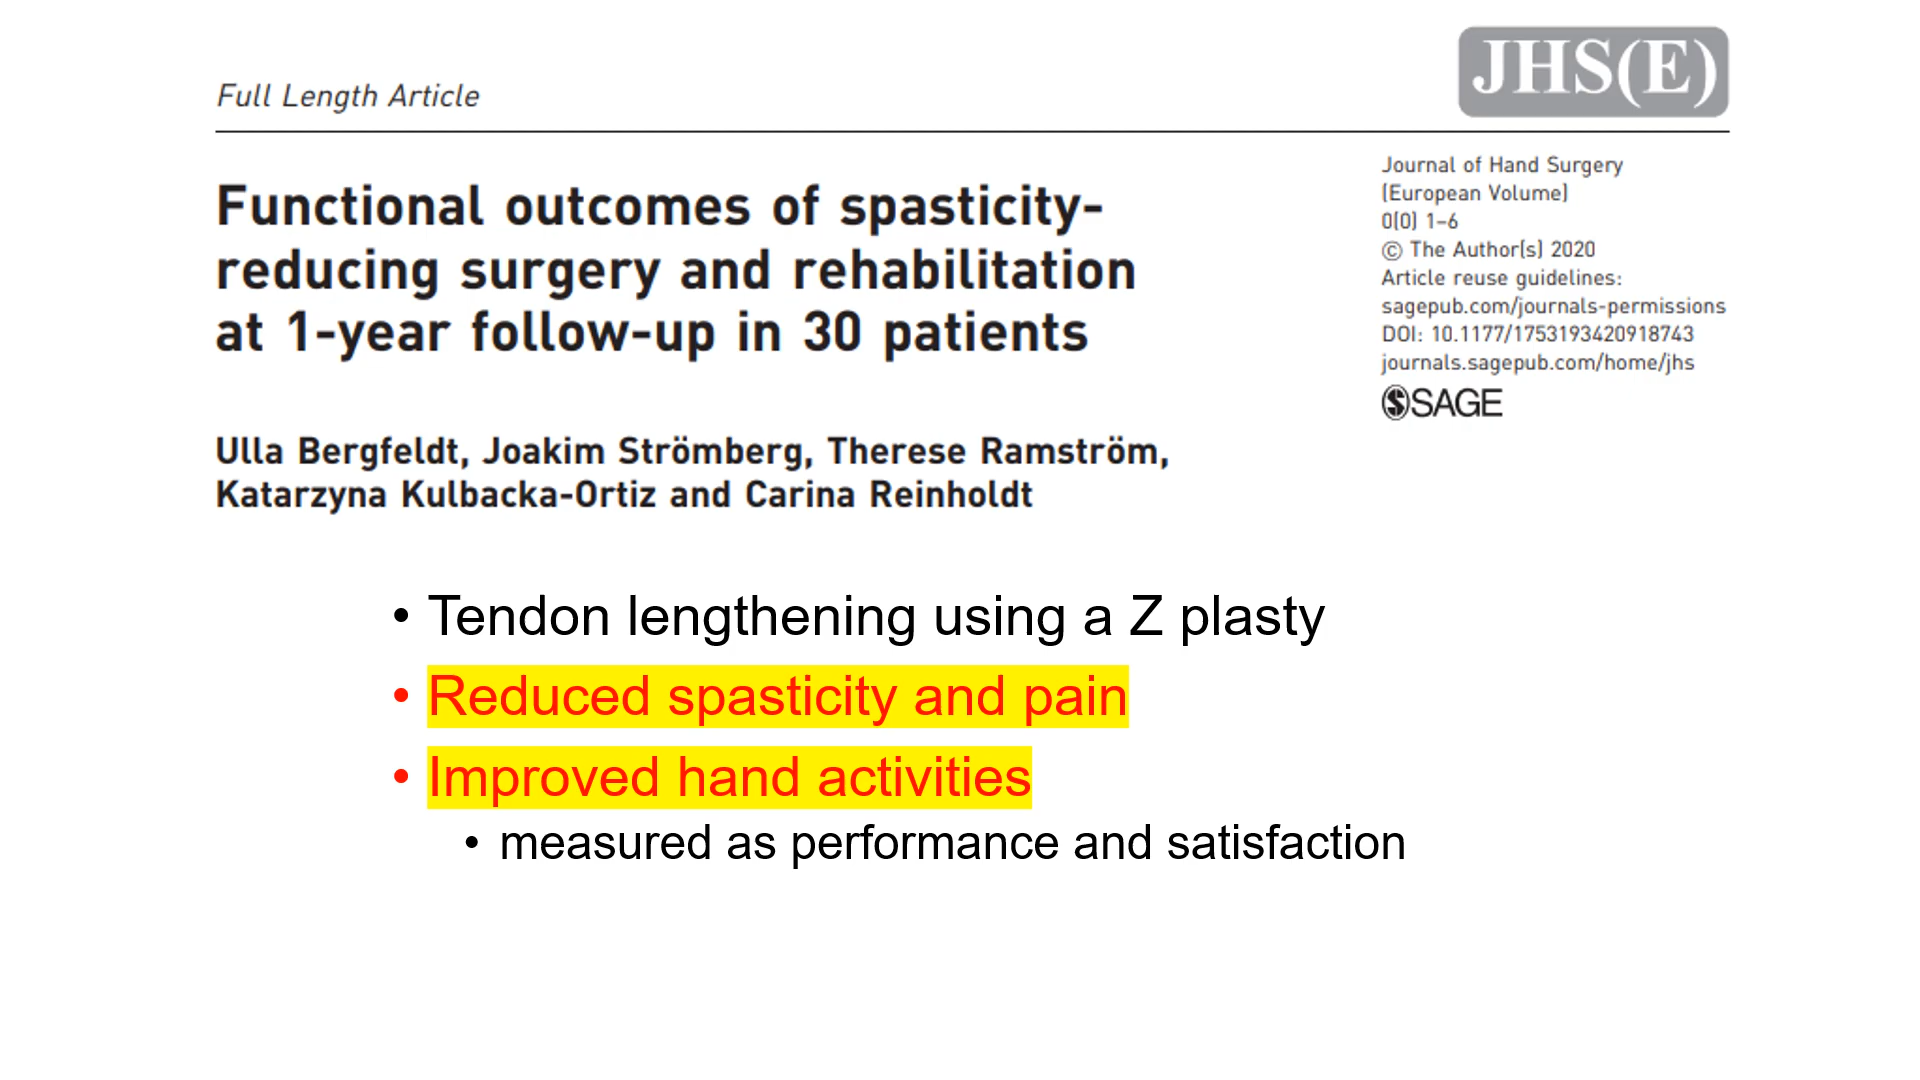 JHS(E)
Full Length Article
Functional outcomes of spasticity-
reducing surgery and rehabilitation
at 1-year follow-up in 30 patients
Journal of Hand Surgery
(European Volume)
0(0) 1–6
© The Author(s) 2020
Article reuse guidelines:
sagepub.com/journals-permissions
DOI: 10.1177/1753193420918743
journals.sagepub.com/home/jhs
SAGE
Ulla Bergfeldt, Joakim Strömberg, Therese Ramström,
Katarzyna Kulbacka-Ortiz and Carina Reinholdt
• Tendon lengthening using a Z plasty
• Reduced spasticity and pain
• Improved hand activities
• measured as performance and satisfaction